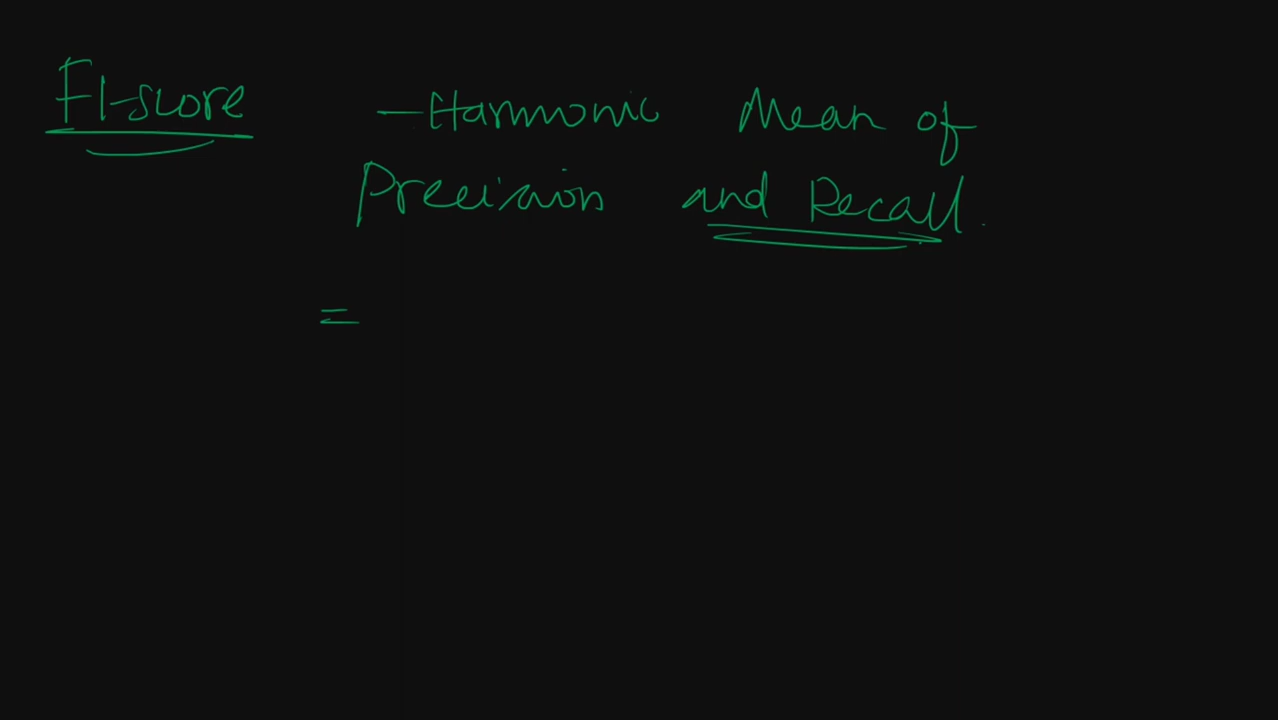 F1-score - Harmonic Mean of
Precision and Recall.
=